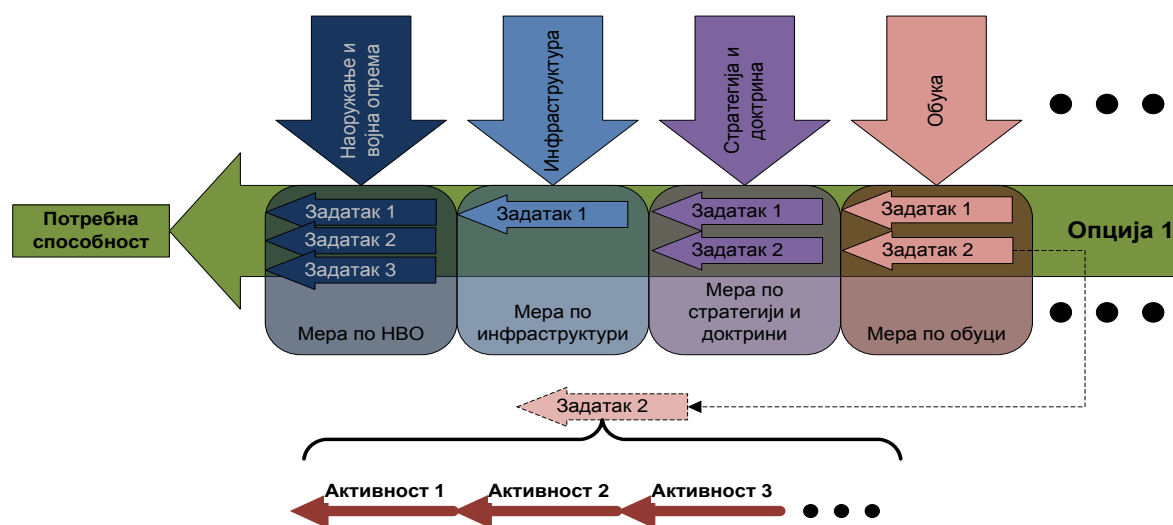 Наоружање и
војна опрема
Инфраструктура
Стратегија и
доктрина
Обука
Потребна
способност
Задатак 1
Задатак 2
Задатак 3
Мера по НВО
Задатак 1
Мера по
инфраструктури
Задатак 1
Задатак 2
Мера по
стратегији и
доктрини
Задатак 1
Задатак 2
Мера по обуци
Опција 1
Задатак 2
Активност 1
Активност 2
Активност 3